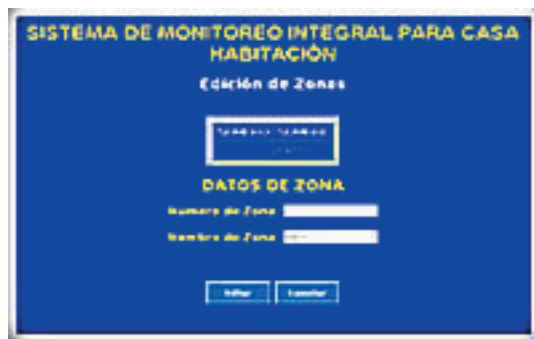 SISTEMA DE MONITOREO INTEGRAL PARA CASA
HABITACIÓN
Edición de Zonas
DATOS DE ZONA
Numero de Zona
Nombre de Zona
Editar Cancelar